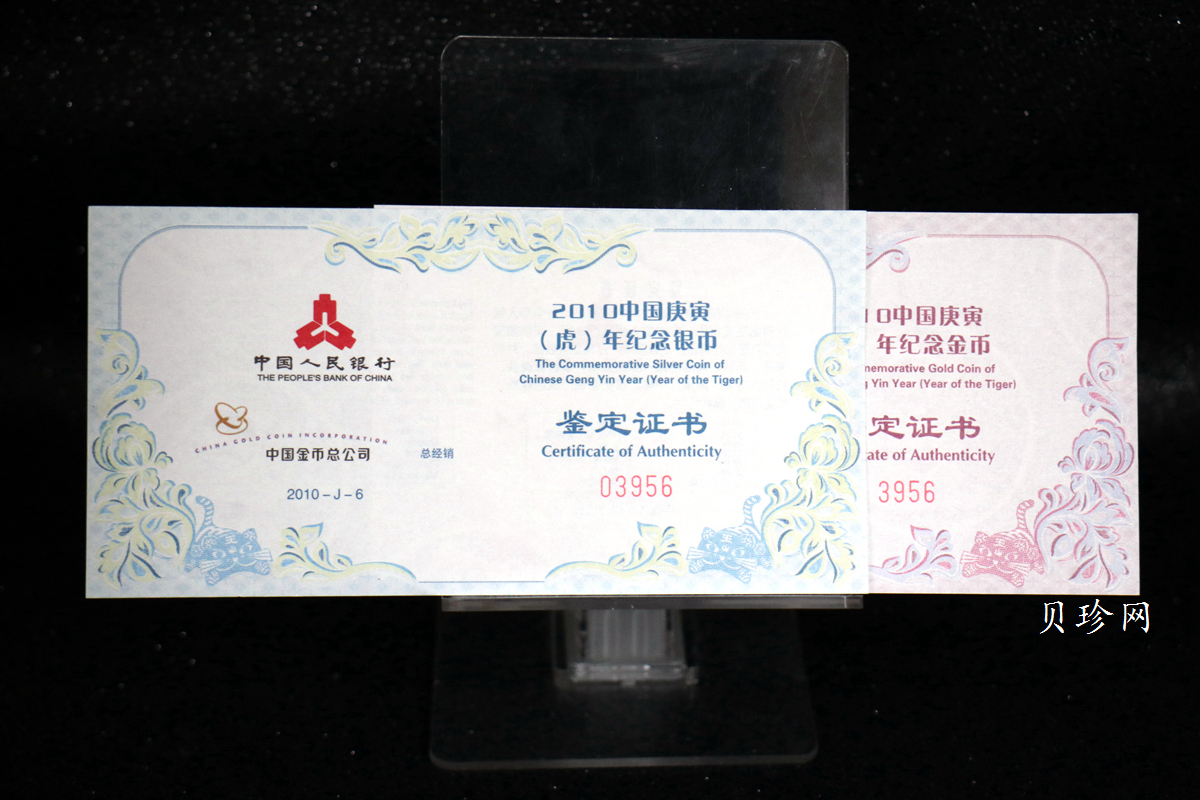 中国人民银行
THE PEOPLE'S BANK OF CHINA
CHINA GOLD COIN INCORPORATION
中国金币总公司
总经销
2010-J-6
2010中国庚寅
（虎）年纪念银币
The Commemorative Silver Coin of
Chinese Geng Yin Year (Year of the Tiger)
鉴定证书
Certificate of Authenticity
03956
10中国庚寅
年纪念金币
memorative Gold Coin of
Yin Year (Year of the Tiger)
定证书
ate of Authenticity
3956
贝珍网